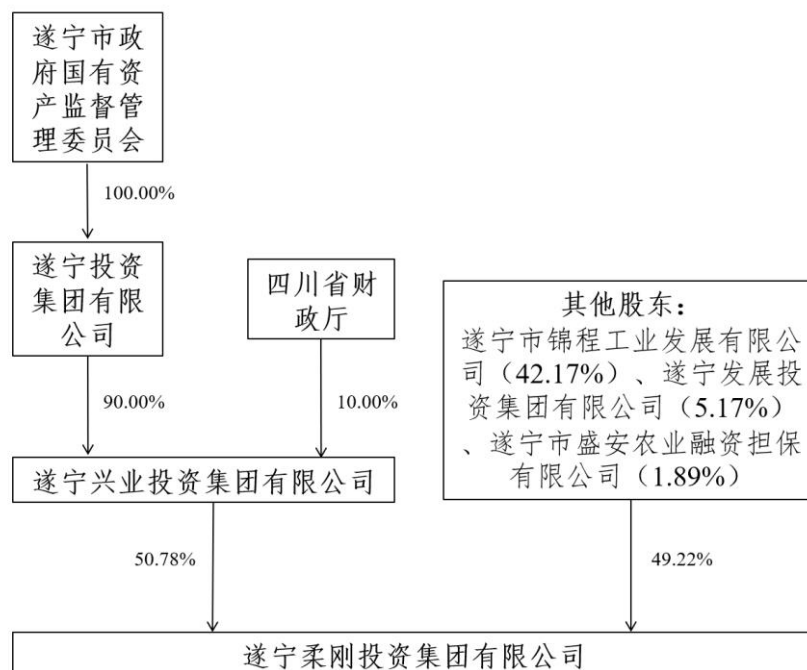 遂宁市政
府国有资
产监督管
理委员会
100.00%
遂宁投资
集团有限
公司
四川省财
政厅
其他股东：
遂宁市锦程工业发展有限公
司（42.17%）、遂宁发展投
资集团有限公司（5.17%）
、遂宁市盛安农业融资担保
有限公司（1.89%）
90.00%
10.00%
遂宁兴业投资集团有限公司
50.78%
49.22%
遂宁柔刚投资集团有限公司